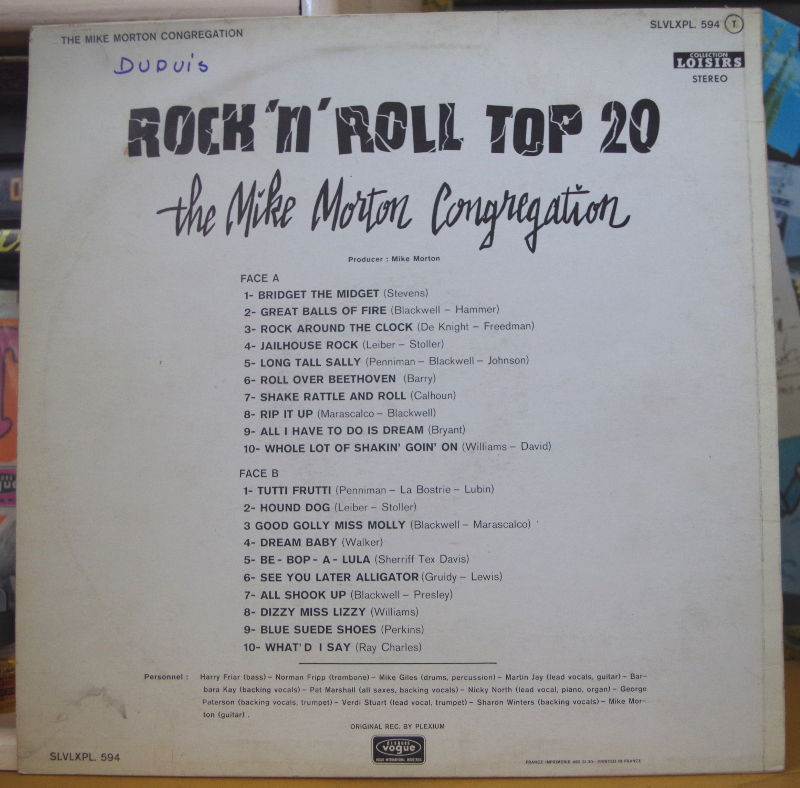 THE MIKE MORTON CONGREGATION
SLVLXPL. 594 T.
DUPUIS
COLLECTION
LOISIRS
STEREO
ROCK 'n' ROLL TOP 20
the Mike Morton Congregation
Producer : Mike Morton
FACE A
1- BRIDGET THE MIDGET (Stevens)
2- GREAT BALLS OF FIRE (Blackwell – Hammer)
3- ROCK AROUND THE CLOCK (De Knight – Freedman)
4- JAILHOUSE ROCK (Leiber – Stoller)
5- LONG TALL SALLY (Penniman – Blackwell – Johnson)
6- ROLL OVER BEETHOVEN (Barry)
7- SHAKE RATTLE AND ROLL (Calhoun)
8- RIP IT UP (Marascalco – Blackwell)
9- ALL I HAVE TO DO IS DREAM (Bryant)
10- WHOLE LOT OF SHAKIN' GOIN' ON (Williams – David)
FACE B
1- TUTTI FRUTTI (Penniman – La Bostrie – Lubin)
2- HOUND DOG (Leiber – Stoller)
3 GOOD GOLLY MISS MOLLY (Blackwell – Marascalco)
4- DREAM BABY (Walker)
5- BE - BOP - A - LULA (Sherriff Tex Davis)
6- SEE YOU LATER ALLIGATOR (Gruidy – Lewis)
7- ALL SHOOK UP (Blackwell – Presley)
8- DIZZY MISS LIZZY (Williams)
9- BLUE SUEDE SHOES (Perkins)
10- WHAT'D I SAY (Ray Charles)
Personnel : Harry Friar (bass) – Norman Fripp (trombone) – Mike Giles (drums, percussion) – Martin Jay (lead vocals, guitar) – Bar-
bara Kay (backing vocals) – Pat Marshall (all saxes, backing vocals) – Nicky North (lead vocal, piano, organ) – George
Paterson (backing vocals, trumpet) – Verdi Stuart (lead vocal, trumpet) – Sharon Winters (backing vocals) – Mike Mor-
ton (guitar) .
ORIGINAL REC. BY PLEXIUM
vogue
SLVLXPL. 594
PRINTED IN FRANCE